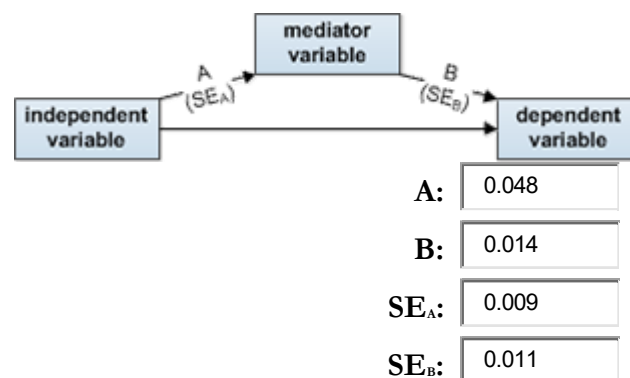 mediator
variable
A
(SEA)
B
(SEB)
independent
variable
dependent
variable
A: 0.048
B: 0.014
SEA: 0.009
SEB: 0.011